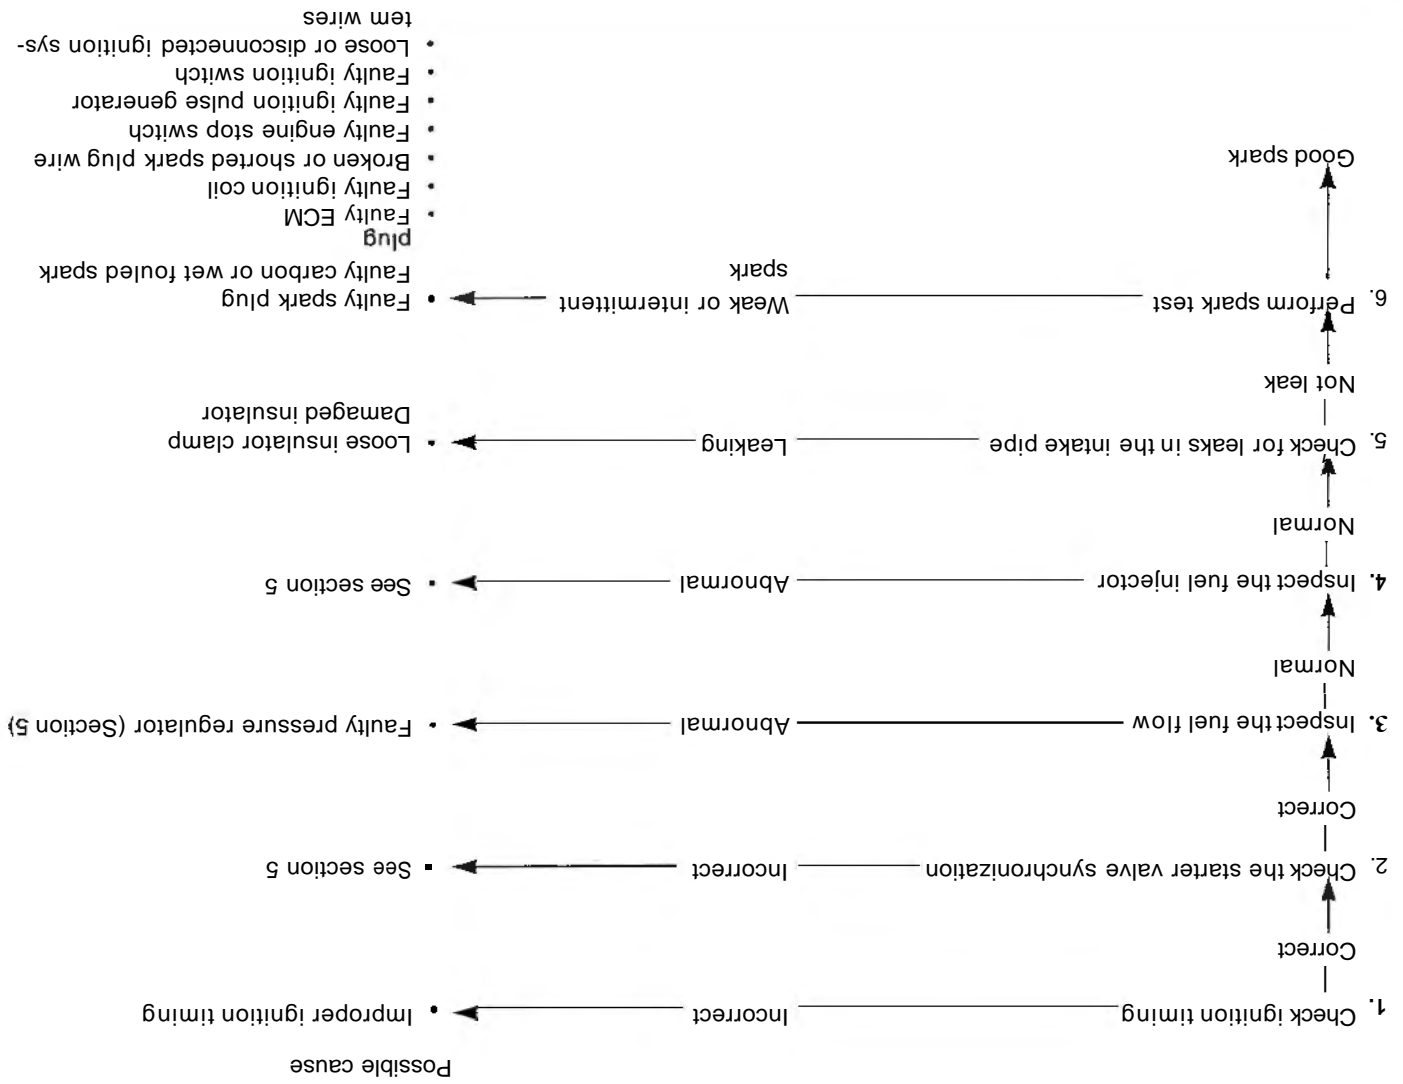 Possible cause
1. Check ignition timing Incorrect • Improper ignition timing
Correct
2. Check the starter valve synchronization Incorrect • See section 5
Correct
3. Inspect the fuel flow Abnormal • Faulty pressure regulator (Section 5)
Normal
4. Inspect the fuel injector Abnormal • See section 5
Normal
5. Check for leaks in the intake pipe Leaking • Loose insulator clamp
Damaged insulator
Not leak
6. Perform spark test Weak or intermittent • Faulty spark plug
spark Faulty carbon or wet fouled spark
plug
• Faulty ECM
• Faulty ignition coil
Good spark • Broken or shorted spark plug wire
• Faulty engine stop switch
• Faulty ignition pulse generator
• Faulty ignition switch
• Loose or disconnected ignition sys-
tem wires